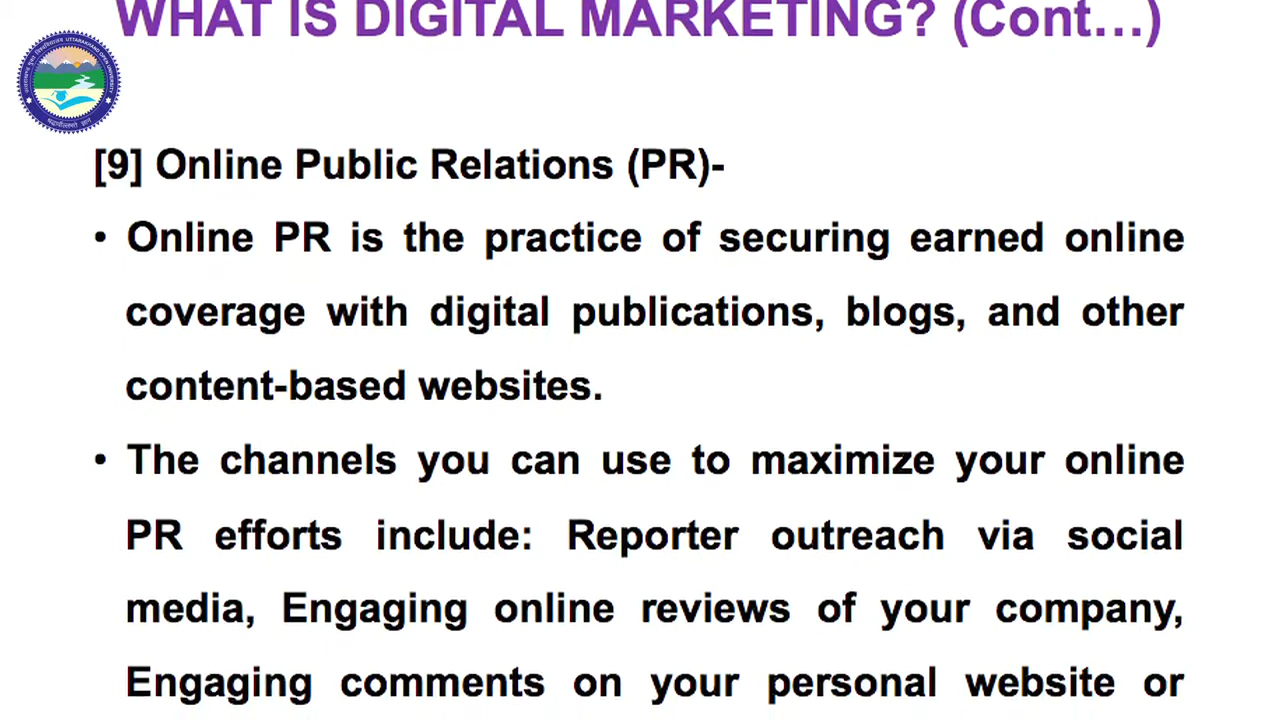 WHAT IS DIGITAL MARKETING? (Cont…)
UTTARAKHAND OPEN UNIVERSITY
[9] Online Public Relations (PR)-
• Online PR is the practice of securing earned online
coverage with digital publications, blogs, and other
content-based websites.
• The channels you can use to maximize your online
PR efforts include: Reporter outreach via social
media, Engaging online reviews of your company,
Engaging comments on your personal website or